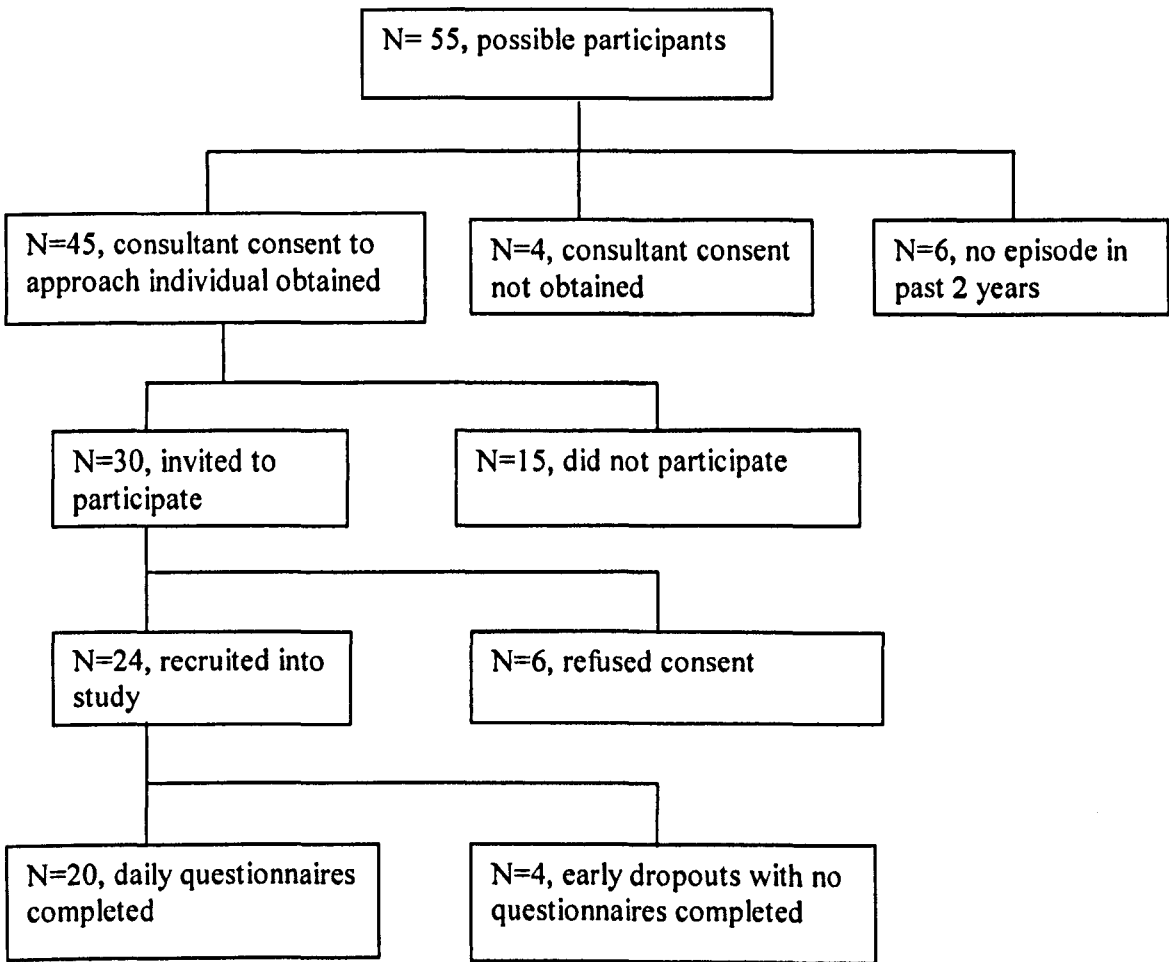 N= 55, possible participants
N=45, consultant consent to
approach individual obtained
N=4, consultant consent
not obtained
N=6, no episode in
past 2 years
N=30, invited to
participate
N=15, did not participate
N=24, recruited into
study
N=6, refused consent
N=20, daily questionnaires
completed
N=4, early dropouts with no
questionnaires completed